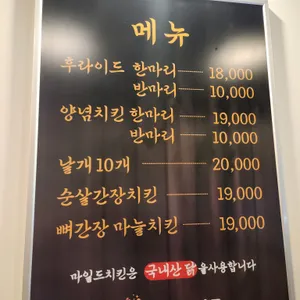 메뉴
후라이드 한마리 18,000
반마리 10,000
양념치킨 한마리 19,000
반마리 10,000
날개 10개 20,000
순살간장치킨 19,000
뼈간장 마늘치킨 19,000
마일드치킨은 국내산 닭을사용합니다